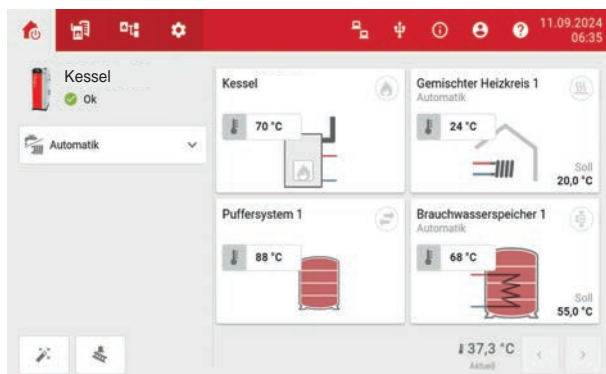 11.09.2024
06:35
Kessel
Ok
Automatik
Kessel
70 °C
Gemischter Heizkreis 1
Automatik
24 °C
Soll
20,0 °C
Puffersystem 1
88 °C
Brauchwasserspeicher 1
Automatik
68 °C
Soll
55,0 °C
37,3 °C
Aktuell